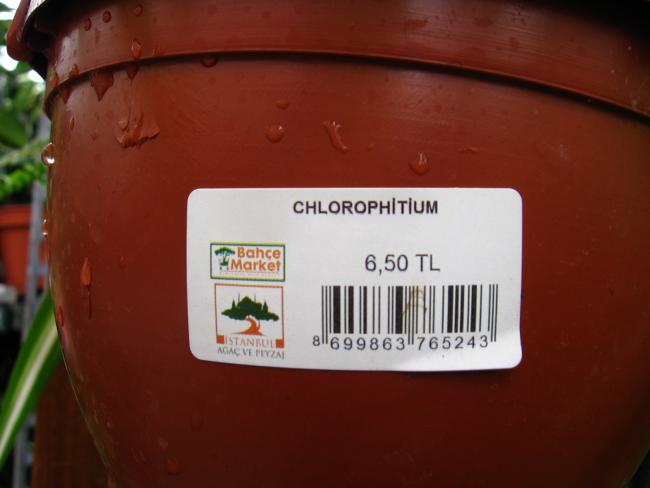 CHLOROPHİTİUM
Bahçe
Market
6,50 TL
İSTANBUL
AĞAÇ VE PEYZAJ
8 699863 765243